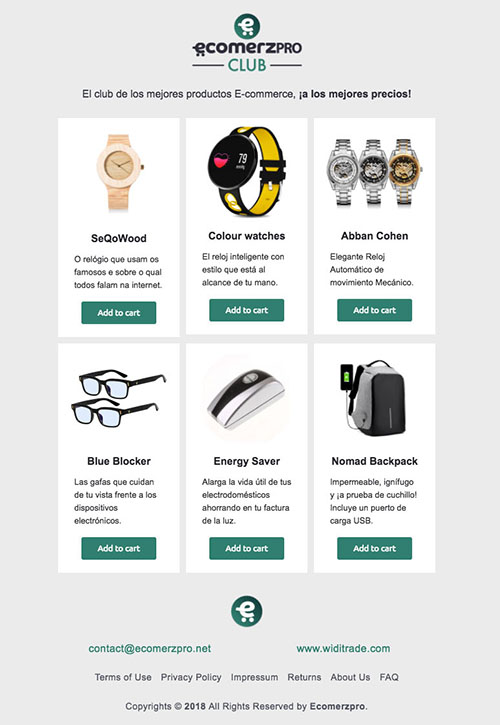 ecomerzPRO
CLUB
El club de los mejores productos E-commerce, ¡a los mejores precios!
79
SeQoWood
O relógio que usam os
famosos e sobre o qual
todos falam na internet.
Add to cart
Colour watches
El reloj inteligente con
estilo que está al
alcance de tu mano.
Add to cart
Abban Cohen
Elegante Reloj
Automático de
movimiento Mecánico.
Add to cart
Blue Blocker
Las gafas que cuidan
de tu vista frente a los
dispositivos
electrónicos.
Add to cart
Energy Saver
Alarga la vida útil de tus
electrodomésticos
ahorrando en tu factura
de la luz.
Add to cart
Nomad Backpack
Impermeable, ignífugo
y ¡a prueba de cuchillo!
Incluye un puerto de
carga USB.
Add to cart
contact@ecomerzpro.net
www.widitrade.com
Terms of Use Privacy Policy Impressum Returns About Us FAQ
Copyrights © 2018 All Rights Reserved by Ecomerzpro.